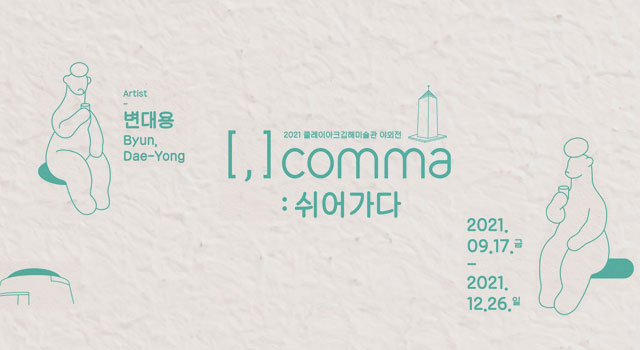 Artist
–
변대용
Byun,
Dae-Yong
2021 클레이아크김해미술관 야외전
[,] comma
: 쉬어가다
2021.
09.17.금
–
2021.
12.26.일